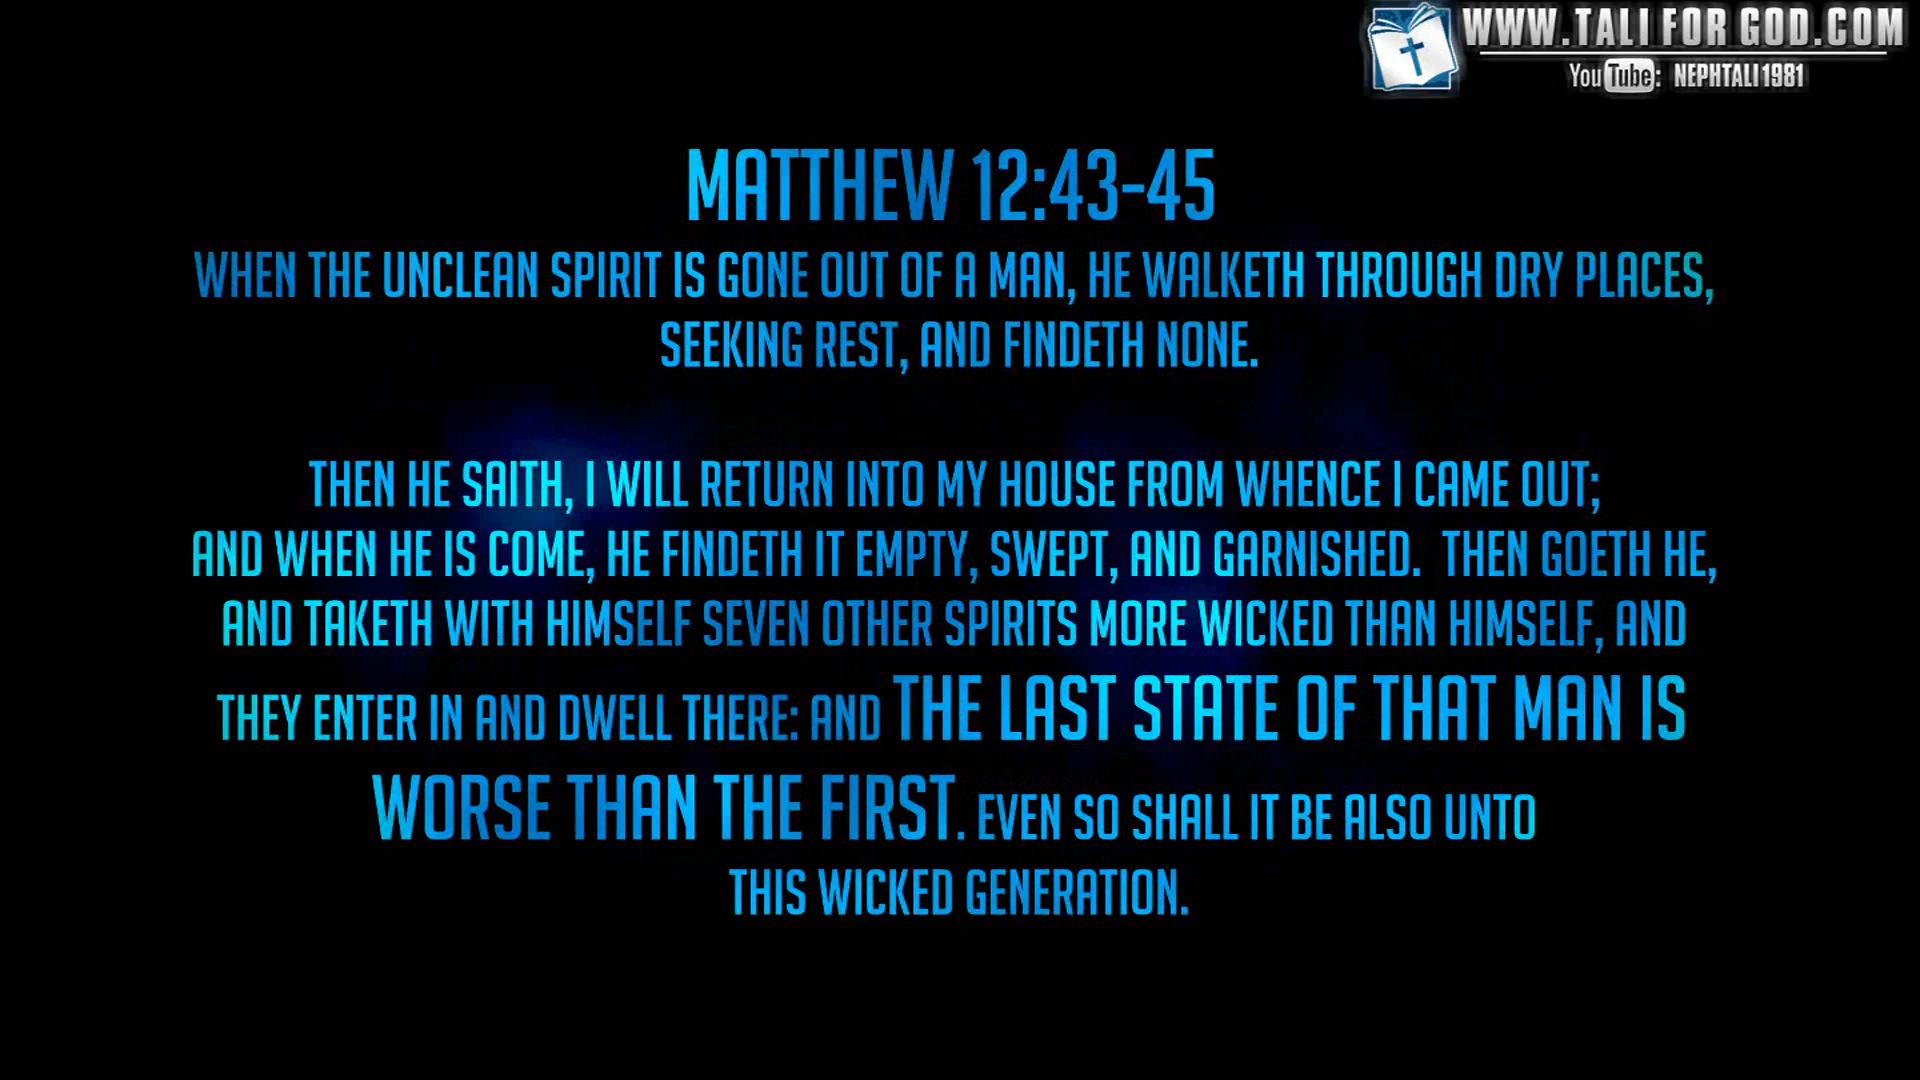 WWW.TALI FOR GOD.COM
YouTube: NEPHTALI1981
MATTHEW 12:43-45
WHEN THE UNCLEAN SPIRIT IS GONE OUT OF A MAN, HE WALKETH THROUGH DRY PLACES,
SEEKING REST, AND FINDETH NONE.
THEN HE SAITH, I WILL RETURN INTO MY HOUSE FROM WHENCE I CAME OUT;
AND WHEN HE IS COME, HE FINDETH IT EMPTY, SWEPT, AND GARNISHED. THEN GOETH HE,
AND TAKETH WITH HIMSELF SEVEN OTHER SPIRITS MORE WICKED THAN HIMSELF, AND
THEY ENTER IN AND DWELL THERE: AND THE LAST STATE OF THAT MAN IS
WORSE THAN THE FIRST. EVEN SO SHALL IT BE ALSO UNTO
THIS WICKED GENERATION.